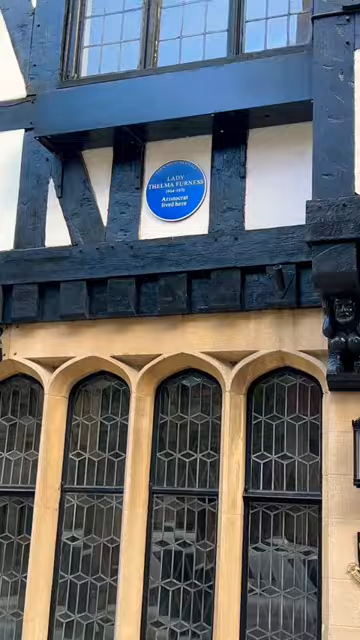 LADY
THELMA FURNESS
1904-1970
Aristocrat
lived here